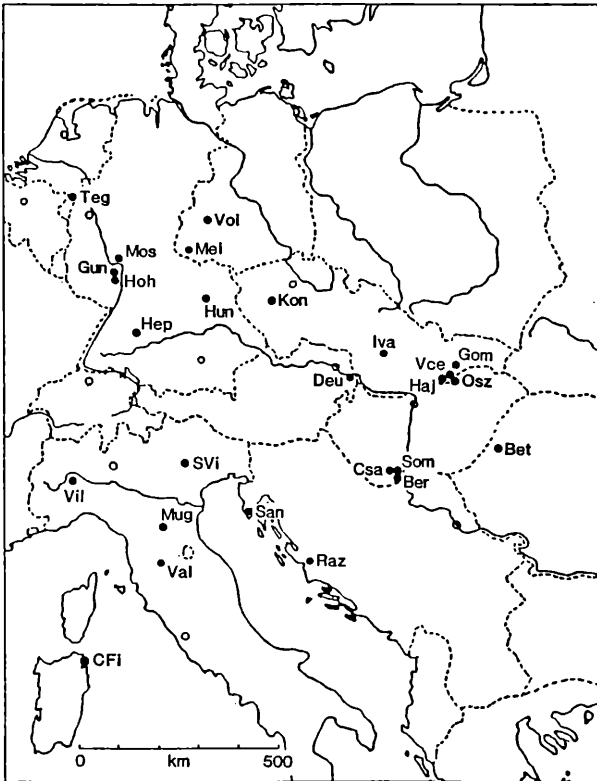 Teg
Vol
Mos
Mel
Gun
Hoh
Hun
Kon
Hep
Iva
Gom
Vce
Deu
Haj
Osz
Bet
SVi
Csa
Som
Ber
Vil
Mug
San
Val
Raz
CFi
0 km 500